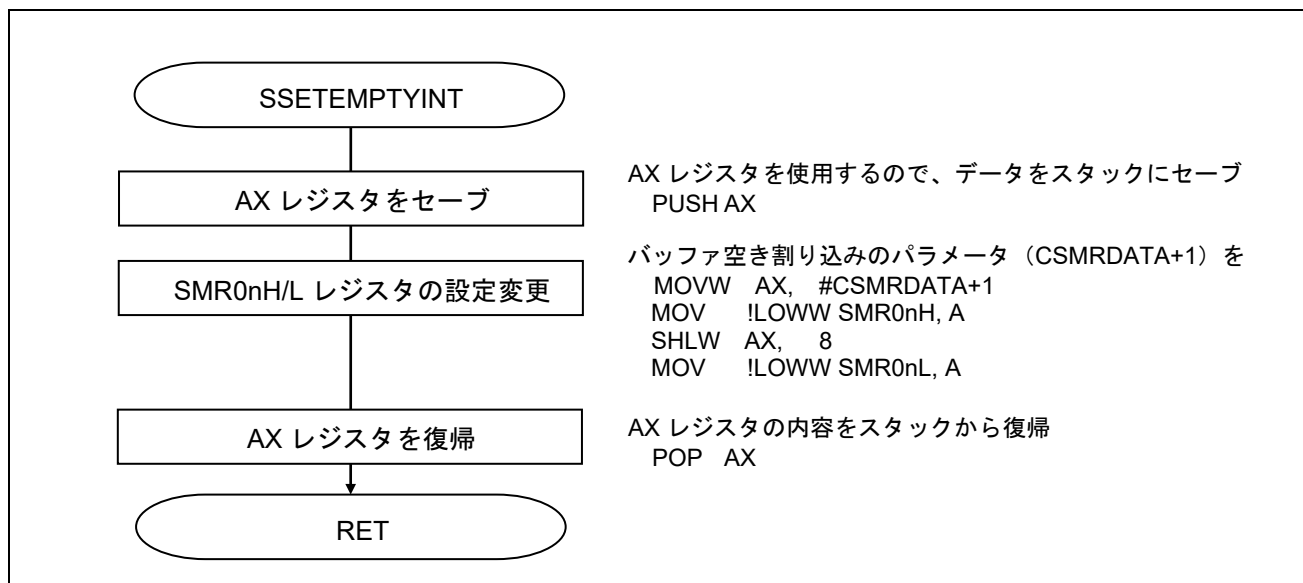 SSETEMPTYINT
AX レジスタをセーブ
AX レジスタを使用するので、データをスタックにセーブ
PUSH AX
SMR0nH/L レジスタの設定変更
バッファ空き割り込みのパラメータ（CSMRDATA+1）を
MOVW AX, #CSMRDATA+1
MOV !LOWW SMR0nH, A
SHLW AX, 8
MOV !LOWW SMR0nL, A
AX レジスタを復帰
AX レジスタの内容をスタックから復帰
POP AX
RET